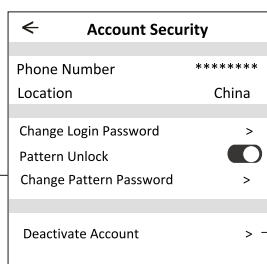 Account Security
Phone Number ********
Location China
Change Login Password >
Pattern Unlock
Change Pattern Password >
Deactivate Account >